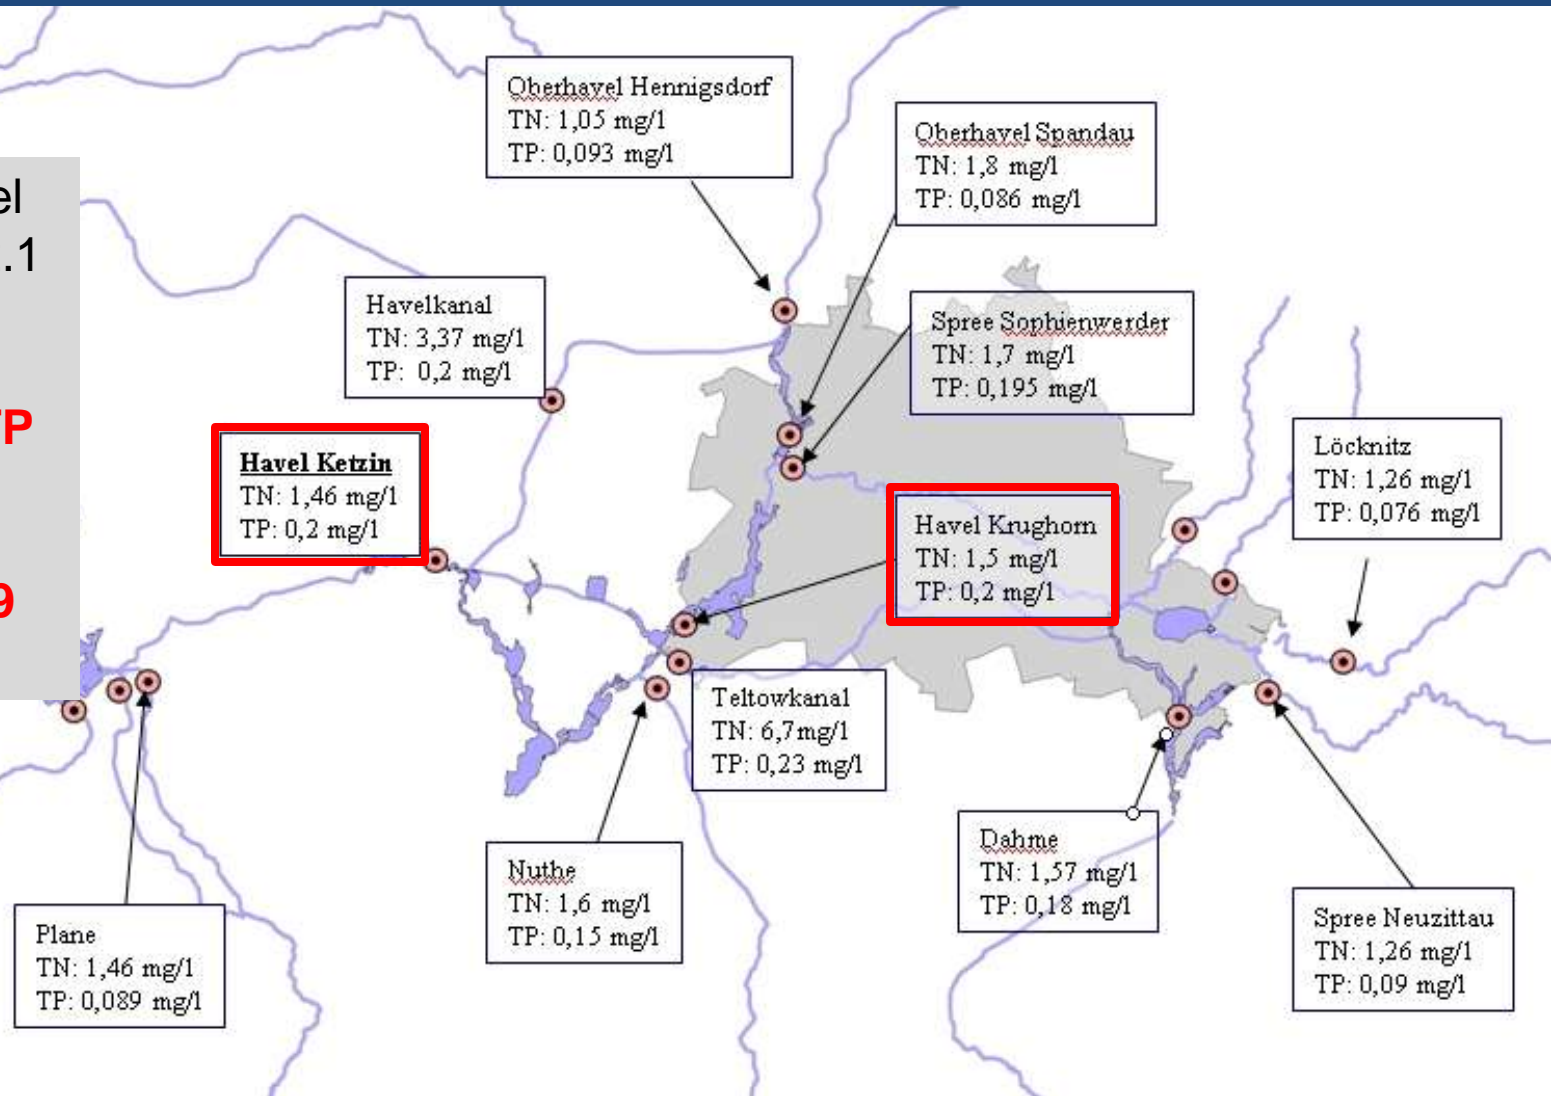 Oberhavel Hennigsdorf
TN: 1,05 mg/l
TP: 0,093 mg/l
Oberhavel Spandau
TN: 1,8 mg/l
TP: 0,086 mg/l
.1
Havelkanal
TN: 3,37 mg/l
TP: 0,2 mg/l
Spree Sophienwerder
TN: 1,7 mg/l
TP: 0,195 mg/l
TP
Havel Ketzin
TN: 1,46 mg/l
TP: 0,2 mg/l
Löcknitz
TN: 1,26 mg/l
TP: 0,076 mg/l
Havel Krughorn
TN: 1,5 mg/l
TP: 0,2 mg/l
9
Teltowkanal
TN: 6,7mg/l
TP: 0,23 mg/l
Dahme
TN: 1,57 mg/l
TP: 0,18 mg/l
Nuthe
TN: 1,6 mg/l
TP: 0,15 mg/l
Spree Neuzittau
TN: 1,26 mg/l
TP: 0,09 mg/l
Plane
TN: 1,46 mg/l
TP: 0,089 mg/l